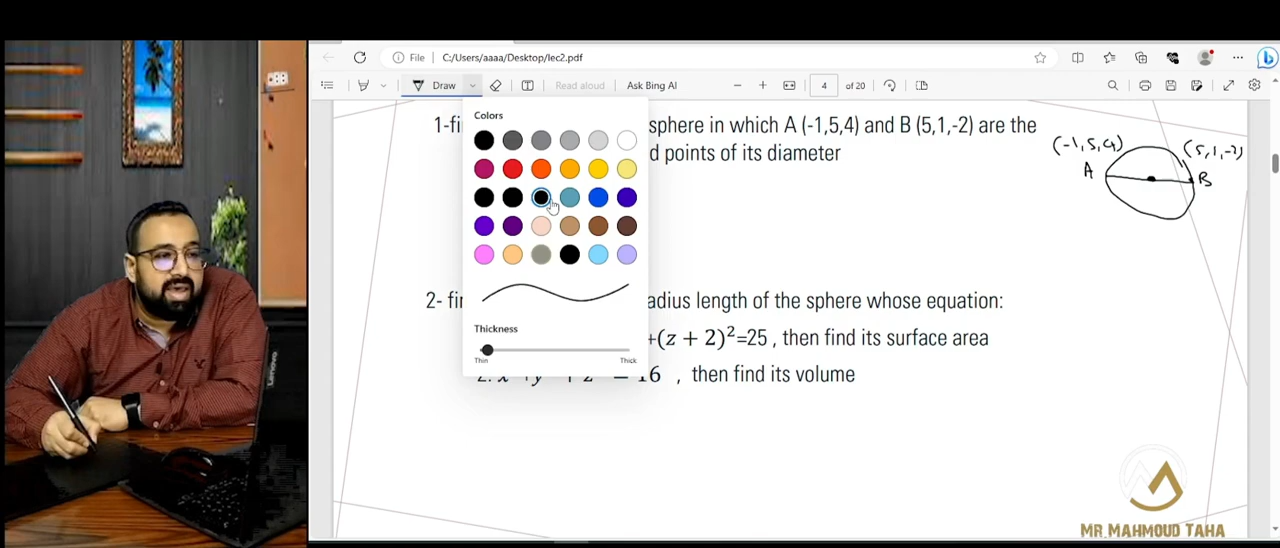 File C:/Users/aaaa/Desktop/lec2.pdf
Draw Read aloud Ask Bing AI 4 of 20
Colors
Thickness
Thin Thick
1-fi sphere in which A (-1,5,4) and B (5,1,-2) are the
d points of its diameter
(-1,5,4) (5,1,-2)
A B
2- fin adius length of the sphere whose equation:
+(z + 2)²=25 , then find its surface area
= 16 , then find its volume
Lenovo
MR.MAHMOUD TAHA